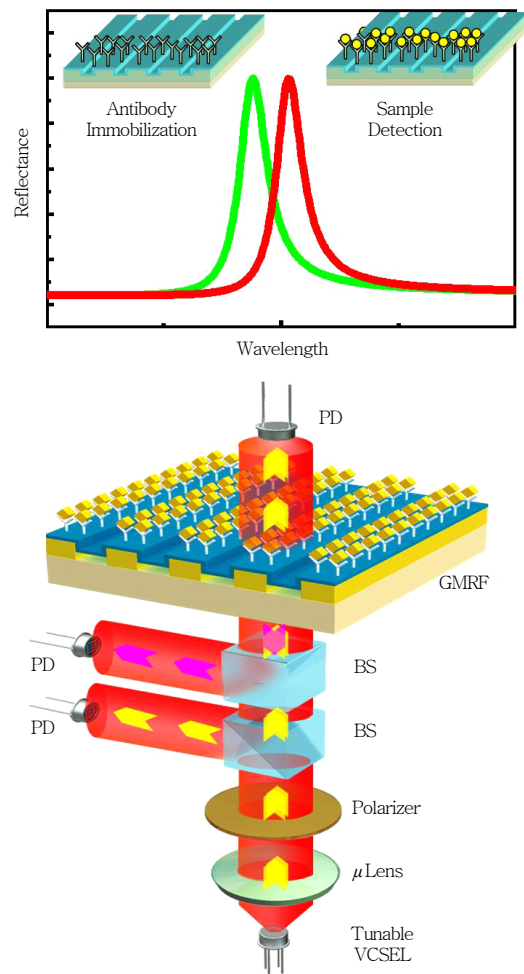 Antibody
Immobilization
Sample
Detection
Reflectance
Wavelength
PD
GMRF
PD
BS
PD
BS
Polarizer
μLens
Tunable
VCSEL